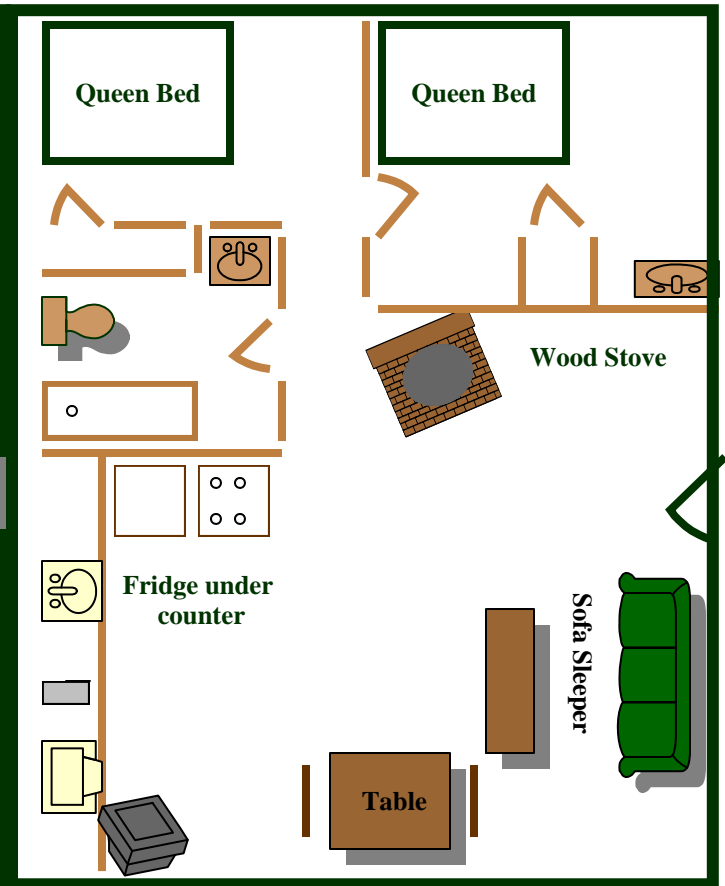 Queen Bed
Queen Bed
Wood Stove
Fridge under
counter
Sofa Sleeper
Table